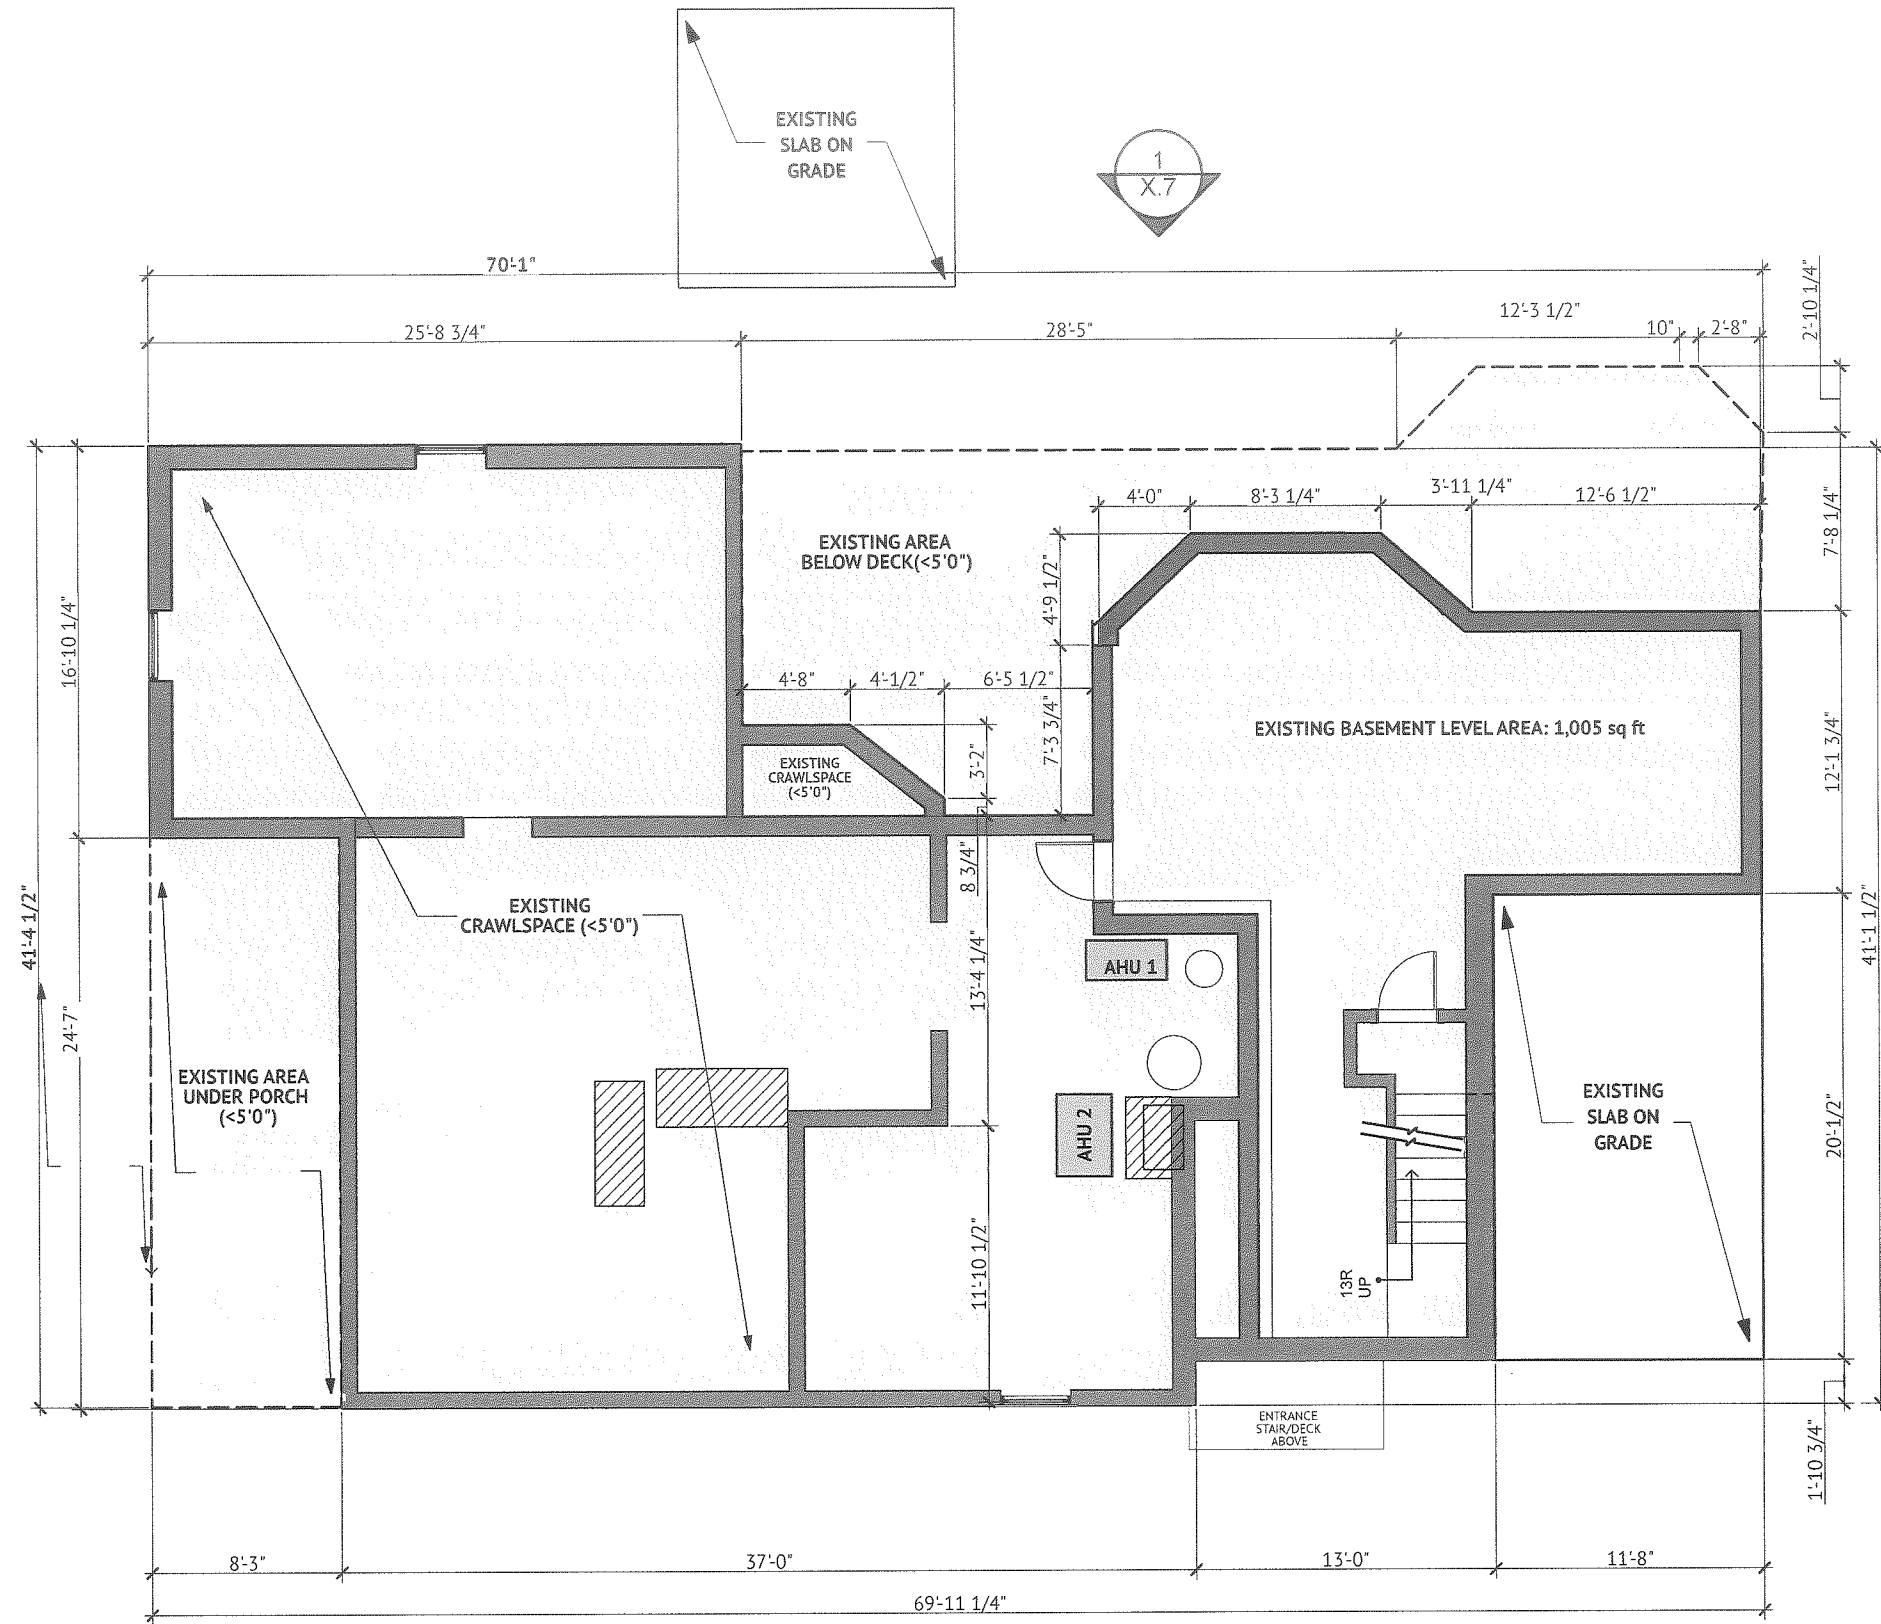 EXISTING
SLAB ON
GRADE
1
X.7
70'-1"
25'-8 3/4"
28'-5"
12'-3 1/2"
10"
2'-8"
2'-10 1/4"
4'-0"
8'-3 1/4"
3'-11 1/4"
12'-6 1/2"
7'-8 1/4"
EXISTING AREA
BELOW DECK(<5'0")
4'-9 1/2"
16'-10 1/4"
4'-8"
4'-1/2"
6'-5 1/2"
7'-3 3/4"
3'-2"
EXISTING BASEMENT LEVEL AREA: 1,005 sq ft
12'-1 3/4"
EXISTING
CRAWLSPACE
(<5'0")
8 3/4"
41'-4 1/2"
41'-1 1/2"
EXISTING
CRAWLSPACE (<5'0")
13'-4 1/4"
AHU 1
24'-7"
EXISTING AREA
UNDER PORCH
(<5'0")
AHU 2
EXISTING
SLAB ON
GRADE
20'-1/2"
11'-10 1/2"
13R
UP
ENTRANCE
STAIR/DECK
ABOVE
1'-10 3/4"
8'-3"
37'-0"
13'-0"
11'-8"
69'-11 1/4"